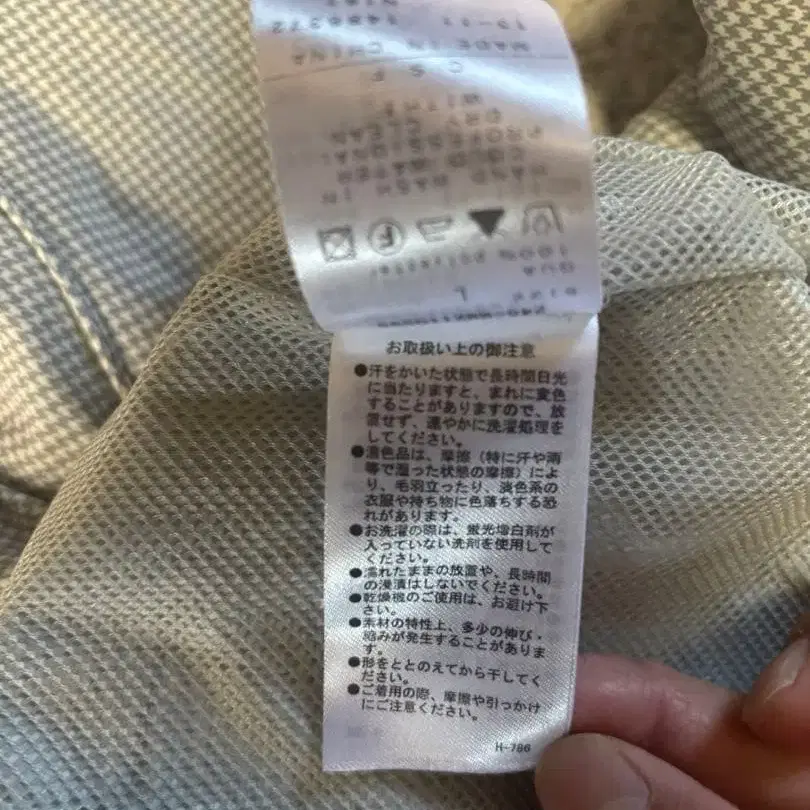 お取扱い上の御注意
●汗をかいた状態で長時間日光
に当たりますと、まれに変色
することがありますので、放
置せず、速やかに洗濯処理を
してください。
●濃色品は、摩擦（特に汗や雨
等で湿った状態の摩擦）によ
り、毛羽立ったり、淡色系の
衣服や持ち物に色落ちする恐
れがあります。
●お洗濯の際は、蛍光増白剤が
入っていない洗剤を使用して
ください。
●濡れたままの放置や、長時間
の浸漬はしないでください。
●乾燥機のご使用は、お避け下
さい。
●素材の特性上、多少の伸び・
縮みが発生することがありま
す。
●形をととのえてから干してく
ださい。
●ご着用の際、摩擦や引っかけ
にご注意ください。
H-786
L
100% Polyester
F
HAND WASH IN
COLD WATER
PROFESSIONAL
DRY CLEAN
WITH F
C S F
MADE IN CHINA